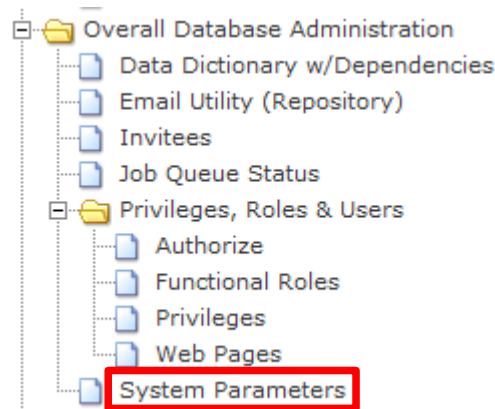 Overall Database Administration
Data Dictionary w/Dependencies
Email Utility (Repository)
Invitees
Job Queue Status
Privileges, Roles & Users
Authorize
Functional Roles
Privileges
Web Pages
System Parameters